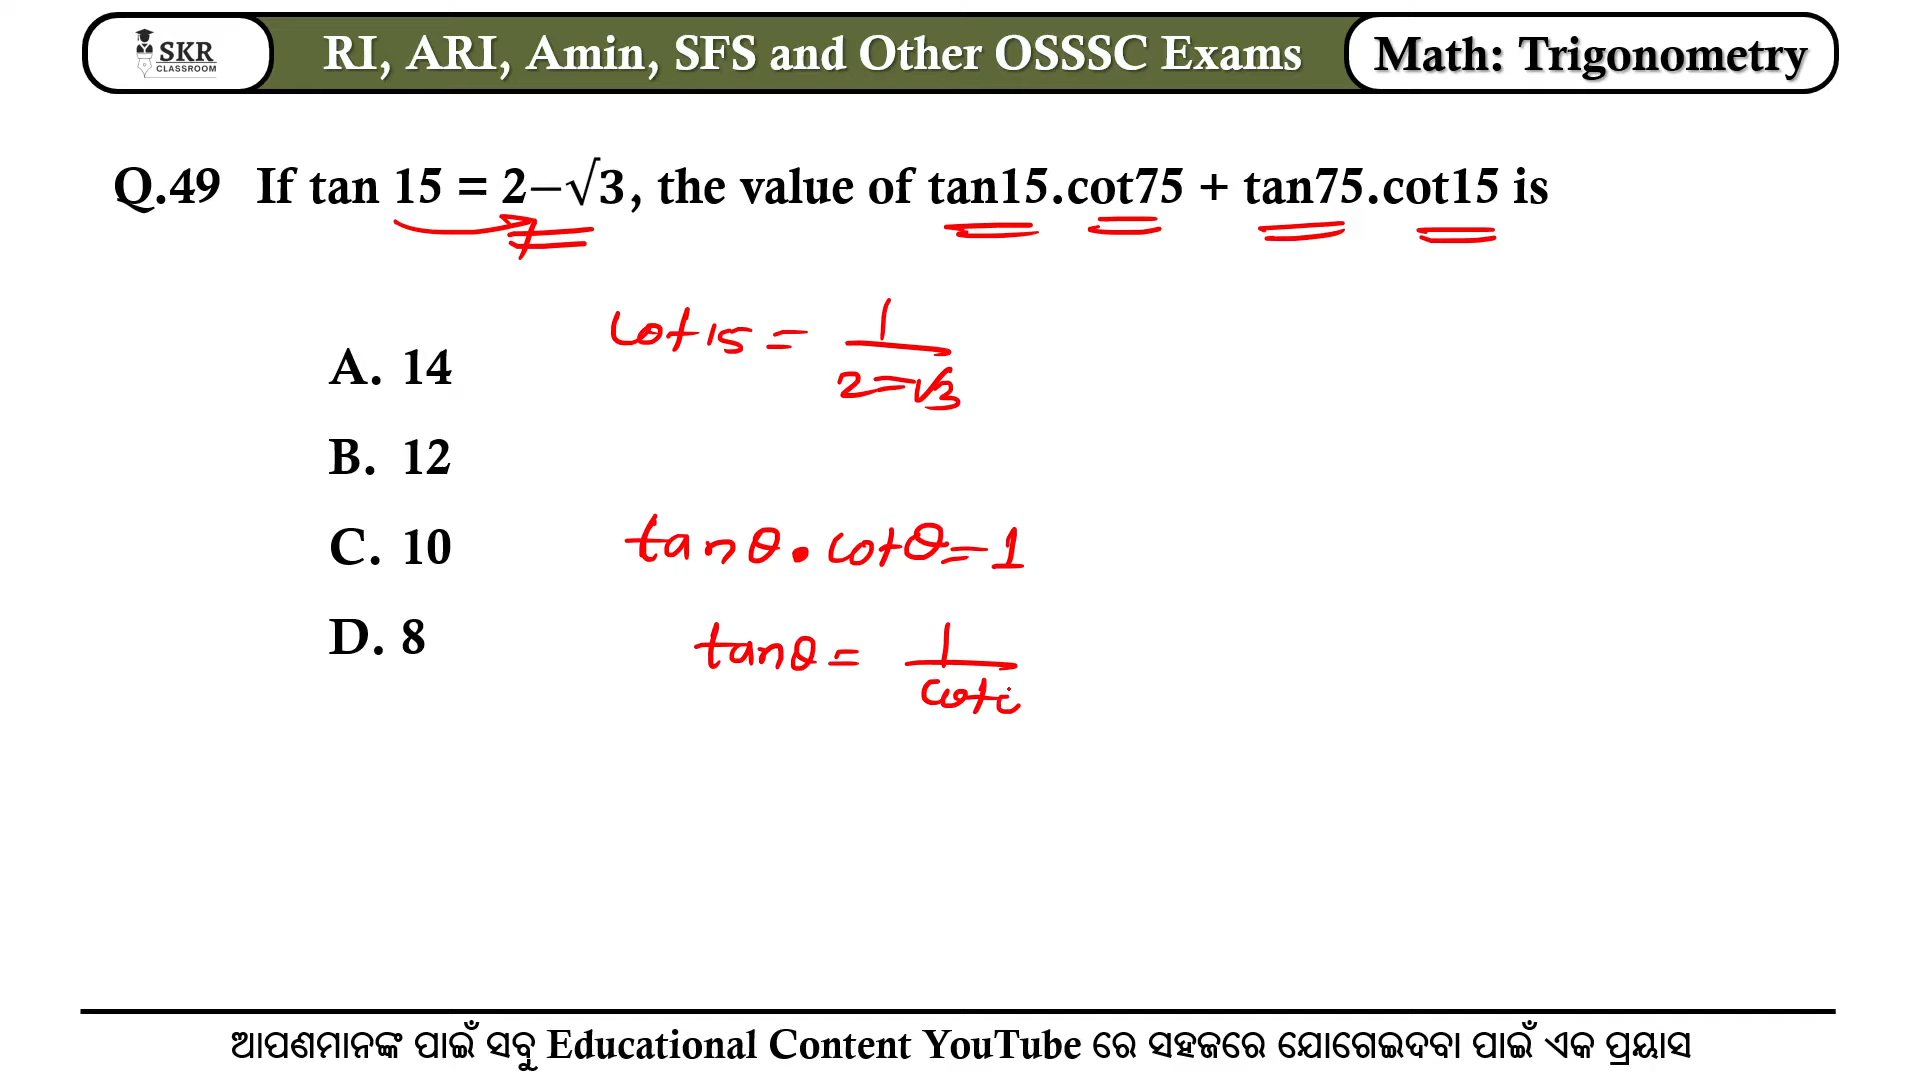 SKR
CLASSROOM
RI, ARI, Amin, SFS and Other OSSSC Exams
Math: Trigonometry
Q.49 If tan 15 = 2−√3, the value of tan15.cot75 + tan75.cot15 is
cot 15 = 1 / 2−√3
A. 14
B. 12
C. 10
tanθ . cotθ = 1
D. 8
tanθ = 1 / cot
ଆପଣମାନଙ୍କ ପାଇଁ ସବୁ Educational Content YouTube ରେ ସହଜରେ ଯୋଗେଇଦବା ପାଇଁ ଏକ ପ୍ରୟାସ